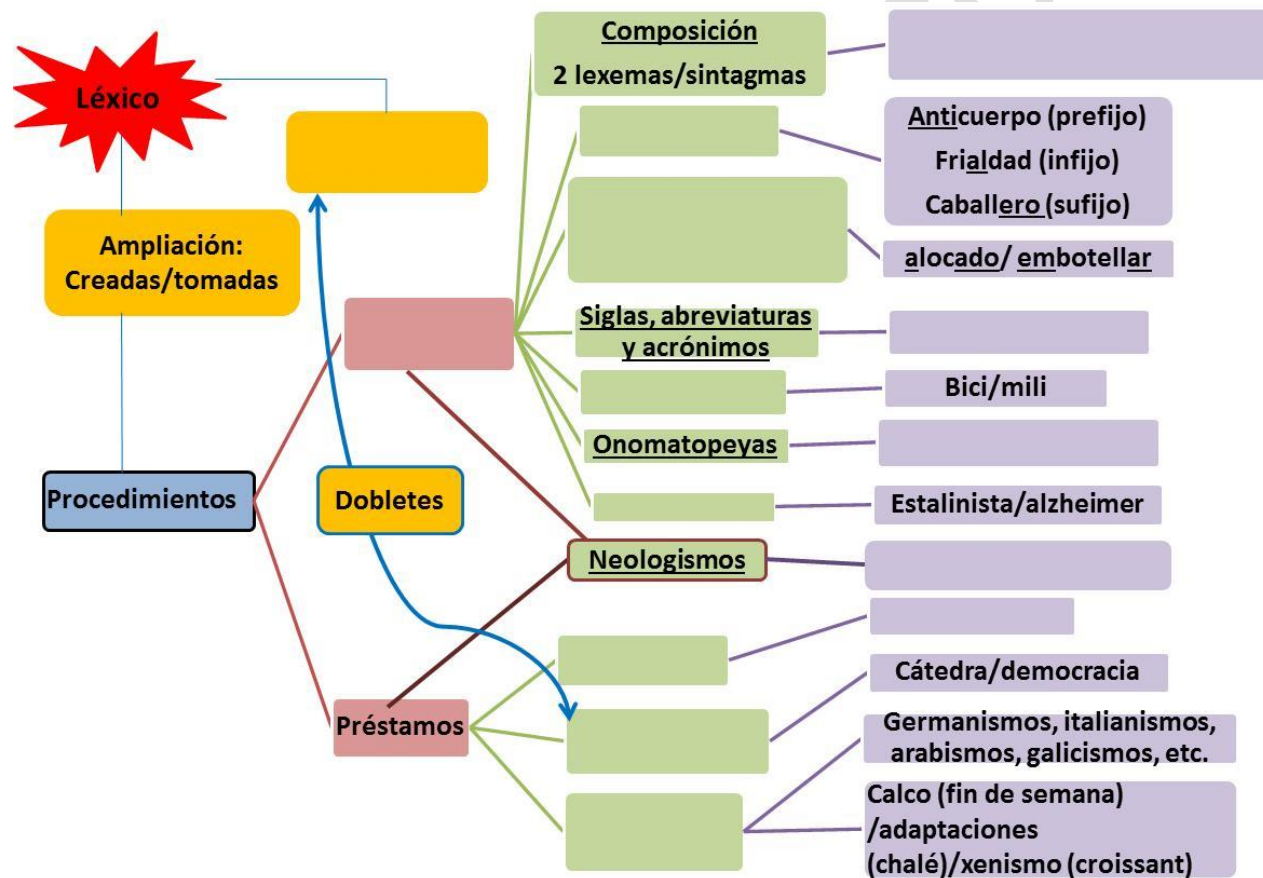 Léxico
Ampliación:
Creadas/tomadas
Procedimientos
Dobletes
Préstamos
Composición
2 lexemas/sintagmas
Anticuerpo (prefijo)
Frialdad (infijo)
Caballero (sufijo)
alocado/ embotellar
Siglas, abreviaturas
y acrónimos
Bici/mili
Onomatopeyas
Estalinista/alzheimer
Neologismos
Cátedra/democracia
Germanismos, italianismos,
arabismos, galicismos, etc.
Calco (fin de semana)
/adaptaciones
(chalé)/xenismo (croissant)